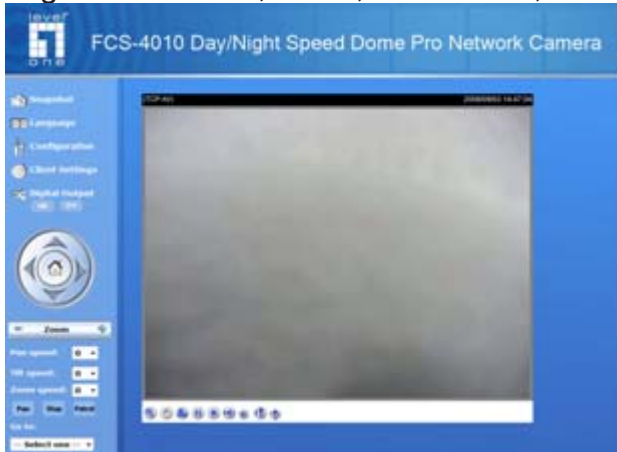 level
one
FCS-4010 Day/Night Speed Dome Pro Network Camera
Snapshot
Language
Configuration
Client Settings
Digital Output
Zoom
Pan speed:
Tilt speed:
Zoom speed:
Pan Stop Patrol
Go to:
-- Select one --